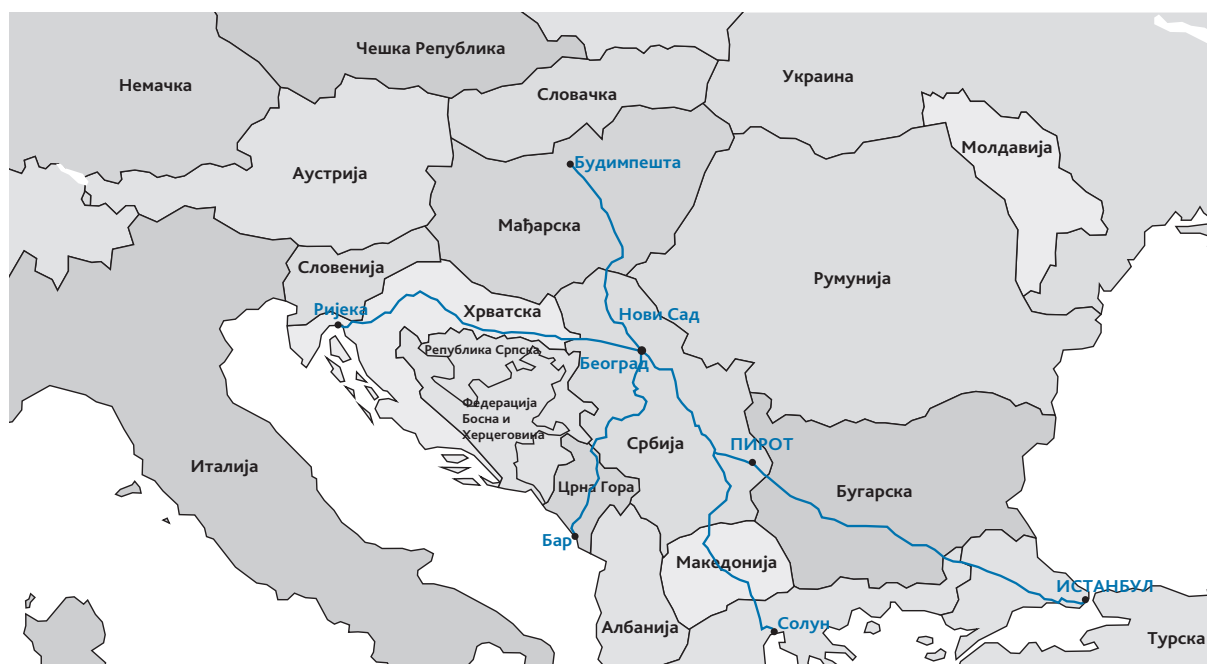 Чешка Република
Немачка
Украина
Словачка
Молдавија
Будимпешта
Аустрија
Мађарска
Словенија
Румунија
Ријека
Хрватска
Нови Сад
Република Српска
Београд
Федерација
Босна и
Херцеговина
Србија
ПИРОТ
Италија
Црна Гора
Бугарска
Бар
Македонија
ИСТАНБУЛ
Албанија
Солун
Турска